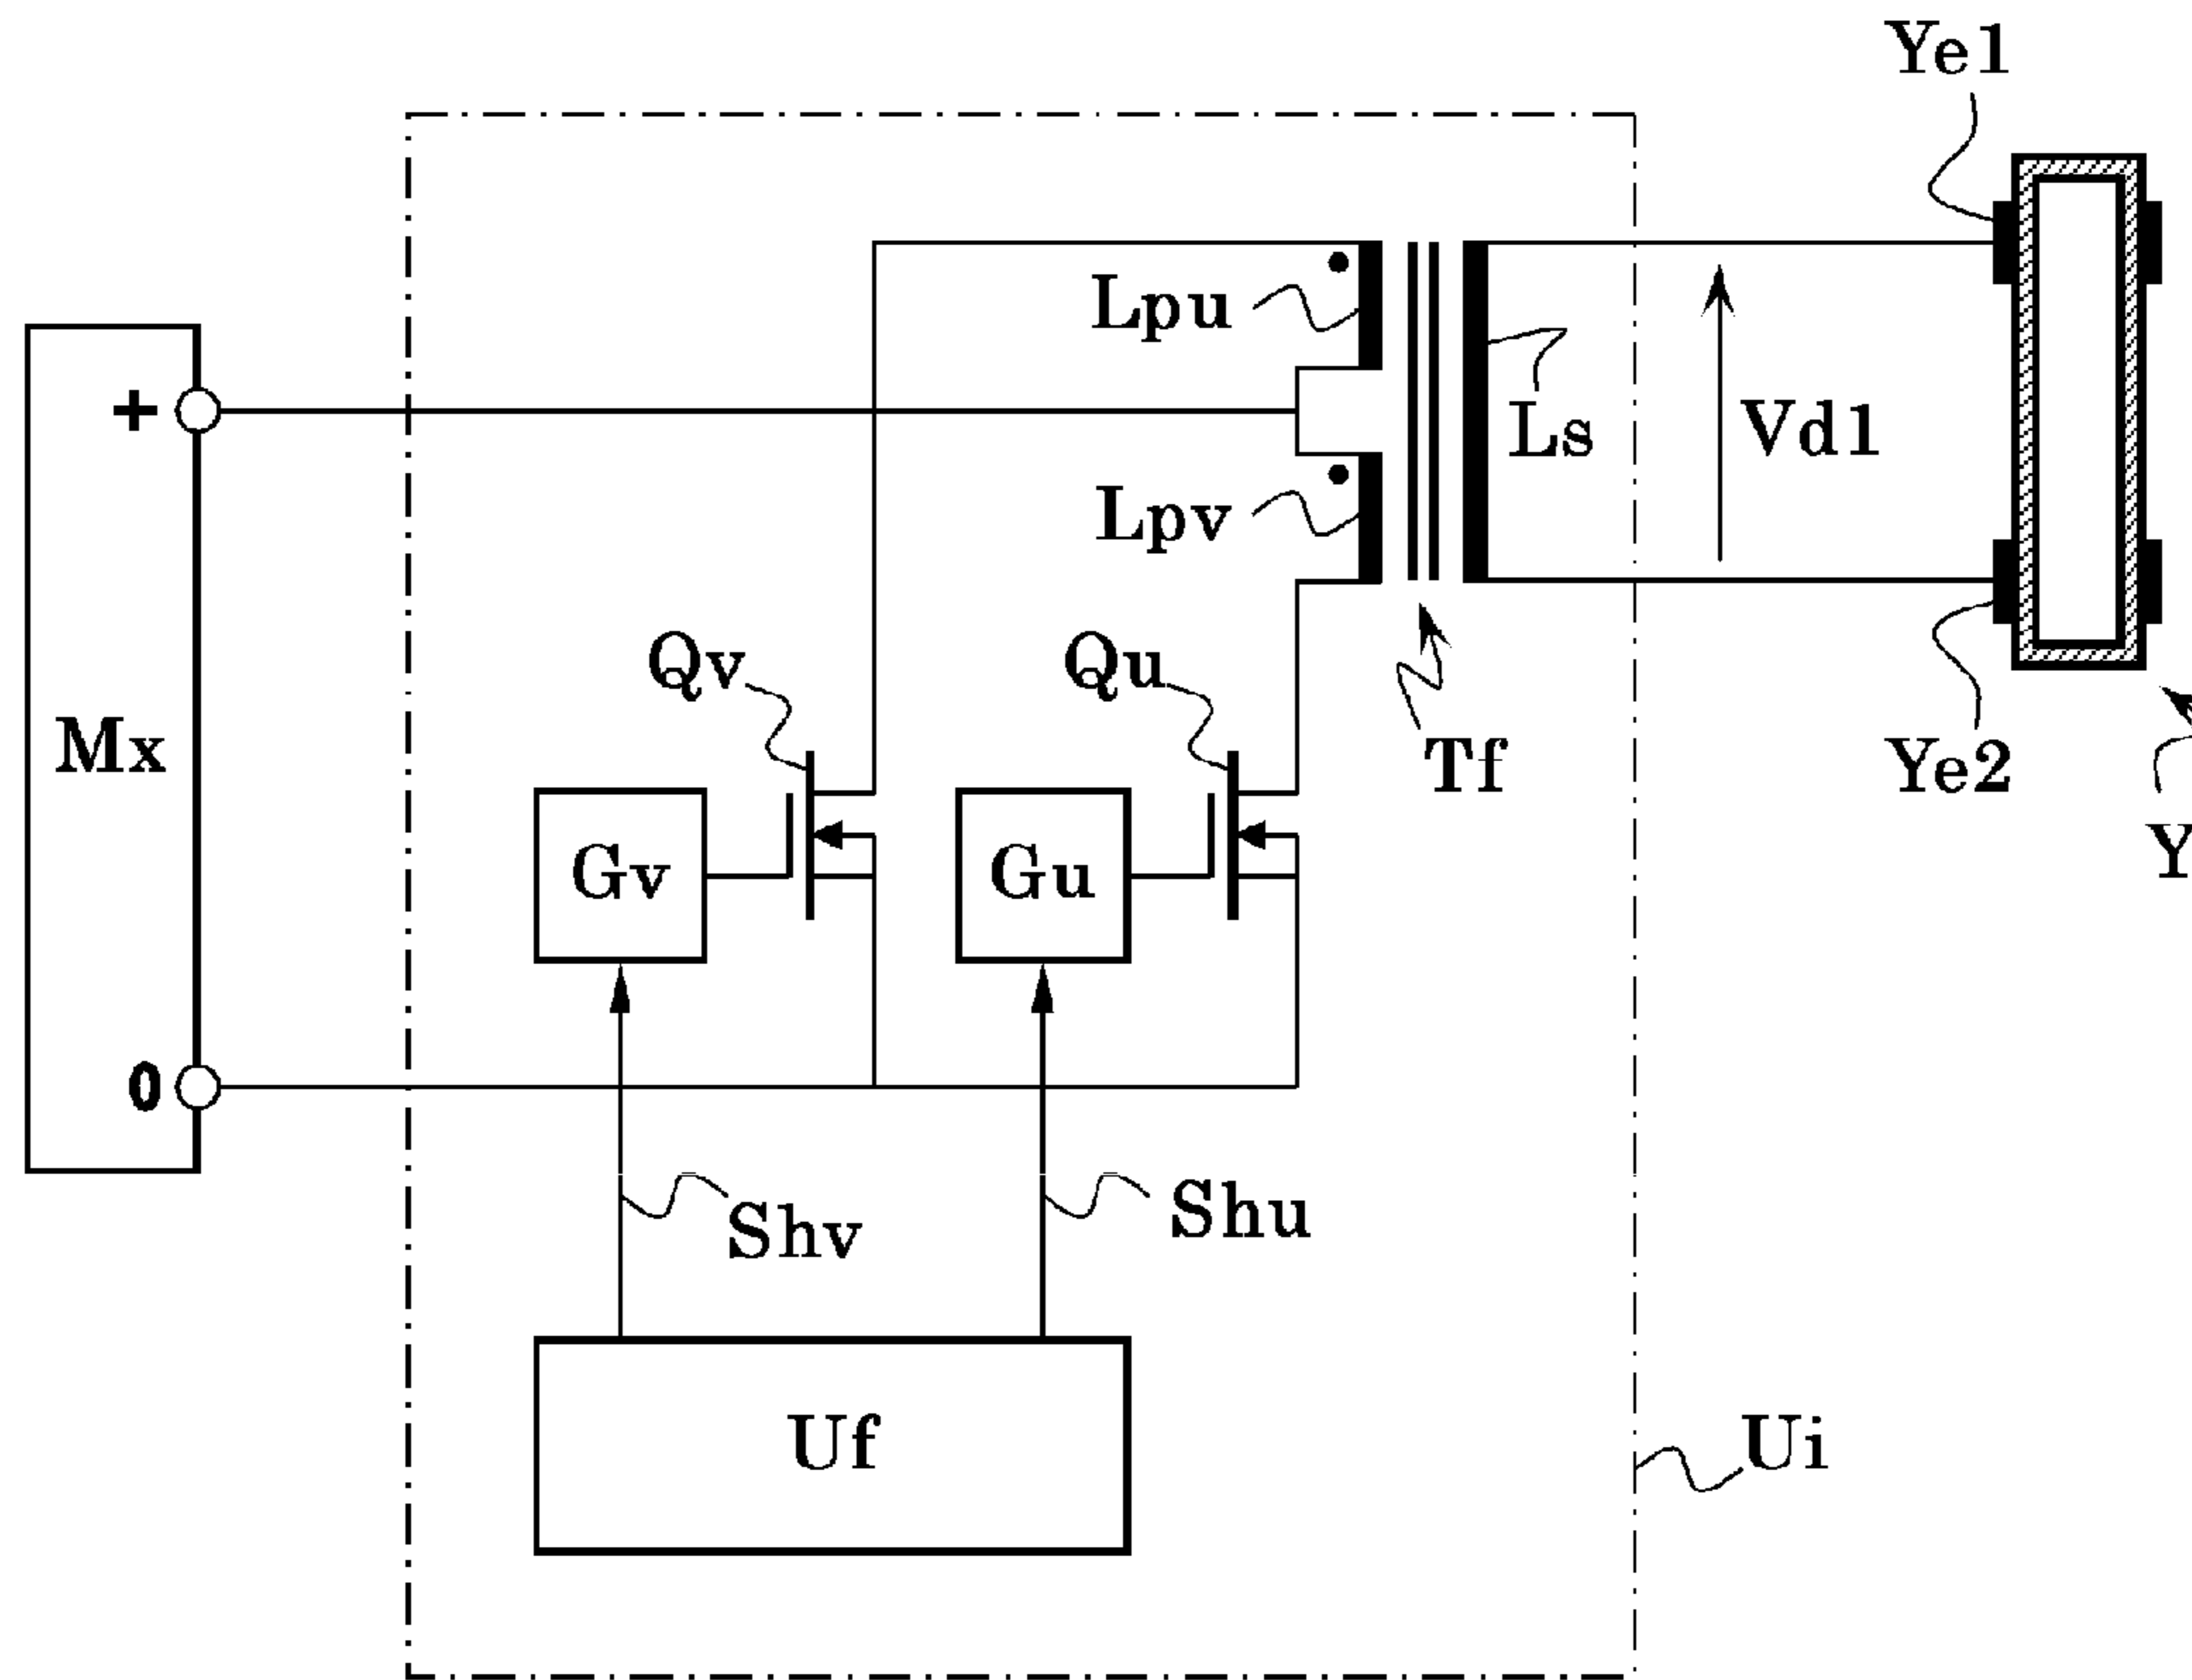 Ye1
Lpu
+
Ls
Vd1
Lpv
Qv
Qu
Mx
Tf
Ye2
Y
Gv
Gu
0
Shv
Shu
Uf
Ui